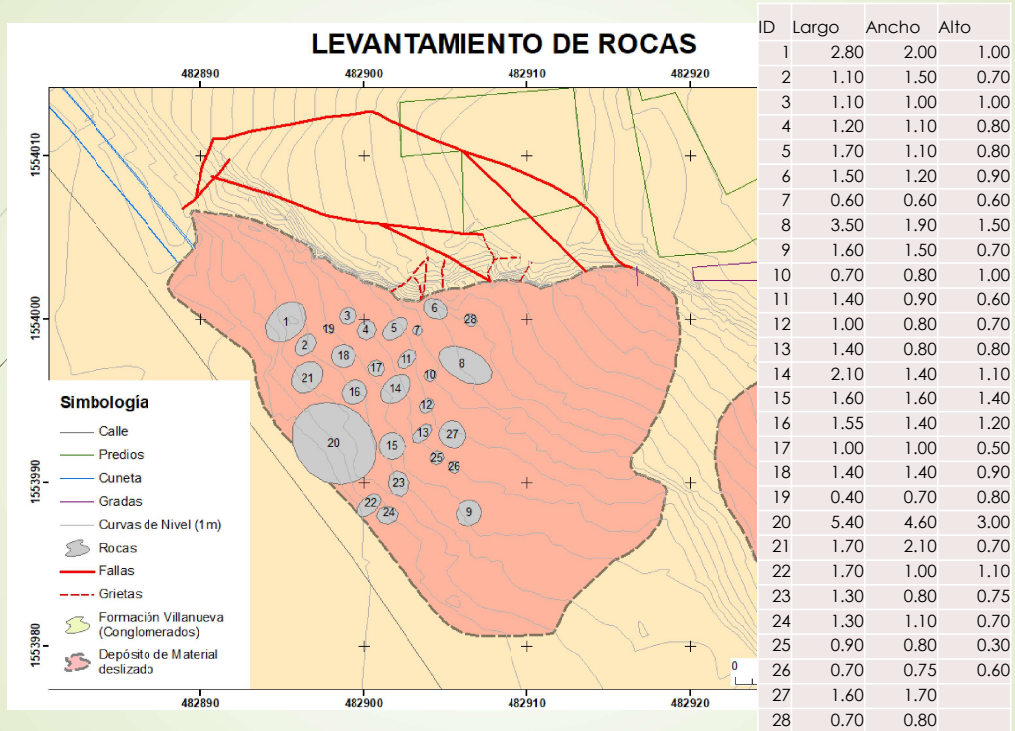 LEVANTAMIENTO DE ROCAS
482890 482900 482910 482920
1554010
1554000
1553990
1553980
1
2
3
4
5
6
7
8
9
10
11
12
13
14
15
16
17
18
19
20
21
22
23
24
25
26
27
28
Simbología
Calle
Predios
Cuneta
Gradas
Curvas de Nivel (1m)
Rocas
Fallas
Grietas
Formación Villanueva
(Conglomerados)
Depósito de Material
deslizado
0
482890 482900 482910 482920
ID Largo Ancho Alto
1 2.80 2.00 1.00
2 1.10 1.50 0.70
3 1.10 1.00 1.00
4 1.20 1.10 0.80
5 1.70 1.10 0.80
6 1.50 1.20 0.90
7 0.60 0.60 0.60
8 3.50 1.90 1.50
9 1.60 1.50 0.70
10 0.70 0.80 1.00
11 1.40 0.90 0.60
12 1.00 0.80 0.70
13 1.40 0.80 0.80
14 2.10 1.40 1.10
15 1.60 1.60 1.40
16 1.55 1.40 1.20
17 1.00 1.00 0.50
18 1.40 1.40 0.90
19 0.40 0.70 0.80
20 5.40 4.60 3.00
21 1.70 2.10 0.70
22 1.70 1.00 1.10
23 1.30 0.80 0.75
24 1.30 1.10 0.70
25 0.90 0.80 0.30
26 0.70 0.75 0.60
27 1.60 1.70
28 0.70 0.80